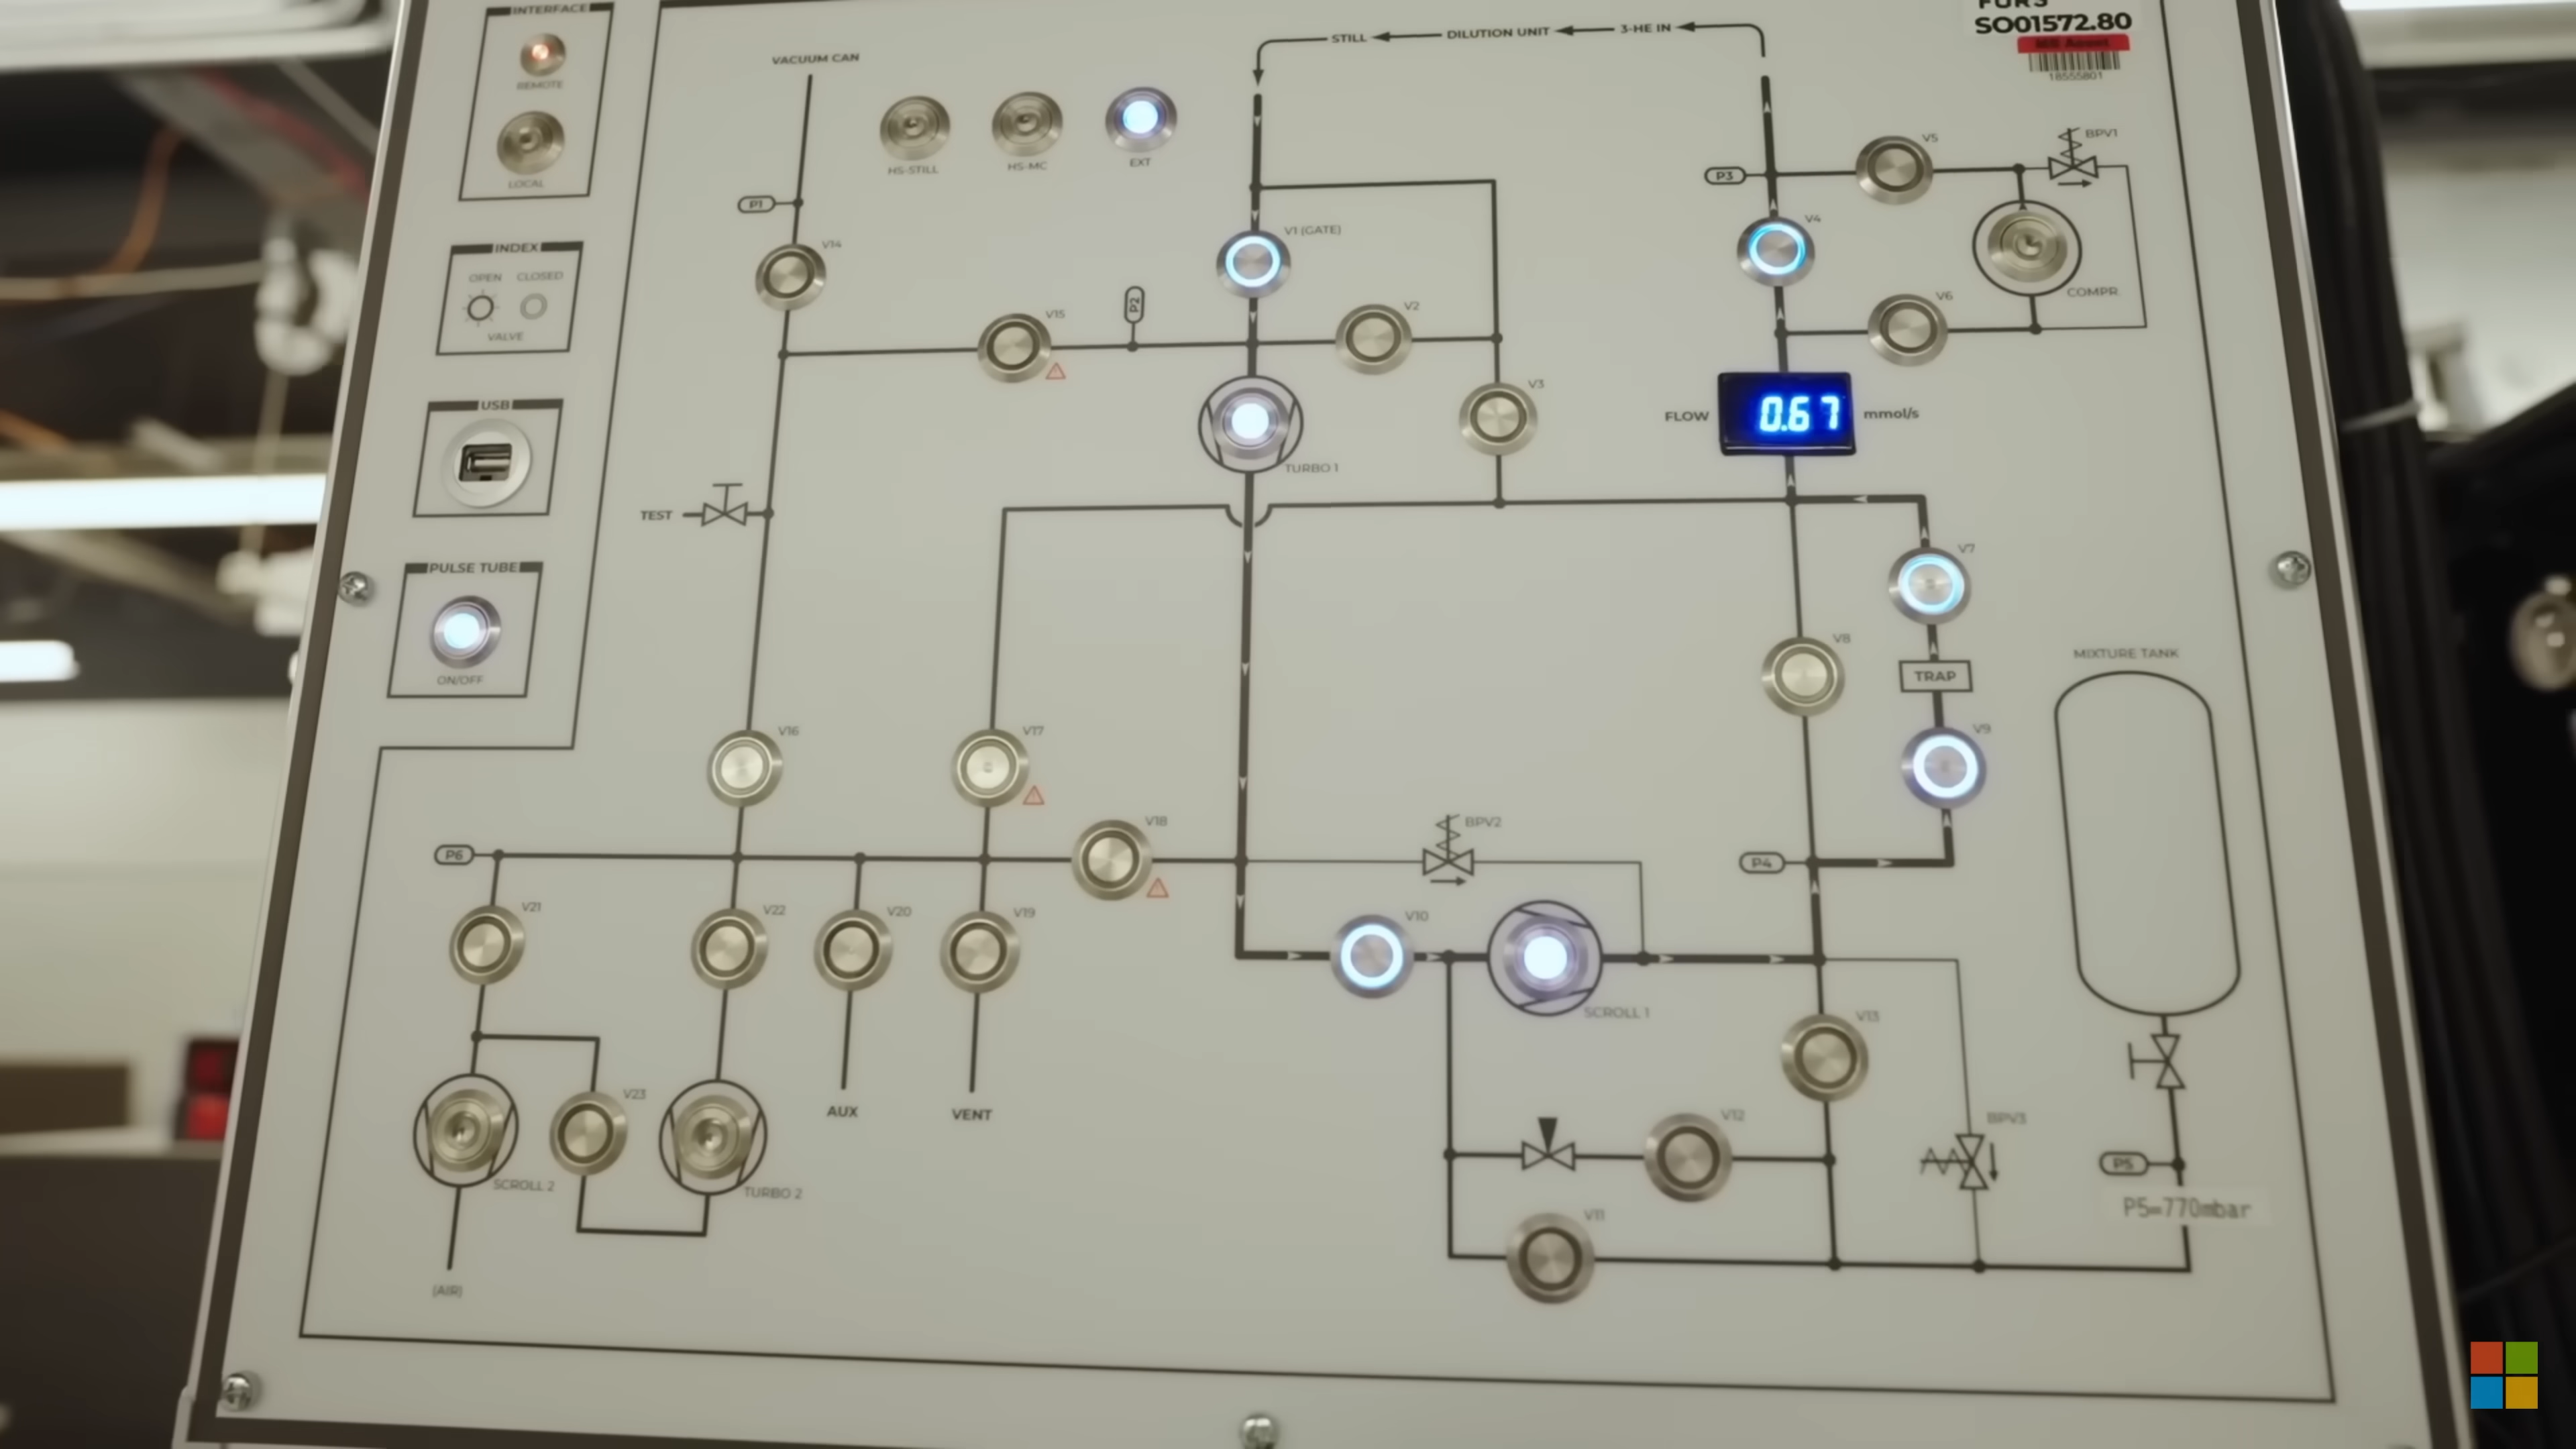 INTERFACE
REMOTE
LOCAL
INDEX
OPEN CLOSED
VALVE
USB
PULSE TUBE
ON/OFF
VACUUM CAN
STILL DILUTION UNIT 3-HE IN
SO01572.80
18555801
HS-STILL HS-MC EXT
P1
V14
V15
P2
V1 (GATE)
V2
V3
TURBO 1
P3
V5
BPV1
V4
V6
COMPR.
FLOW 0.67 mmol/s
TEST
V7
V8
TRAP
V9
MIXTURE TANK
V16
V17
V18
P6
BPV2
P4
V21
V22
V20
V19
V10
SCROLL 1
V13
V23
SCROLL 2
TURBO 2
AUX
VENT
(AIR)
V12
V11
BPV3
P5
P5=770mbar